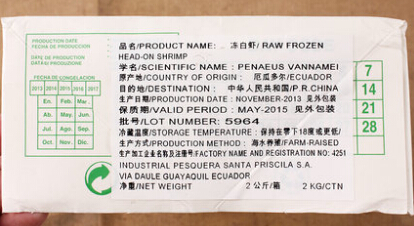 PRODUCTION DATE
FECHA DE PRODUCCION
DATE DE PRODUCTION
FECHA DE CONGELACION
2013 2014 2015 2016 2017
En. Feb. Mar.
Ab. May. Jun.
Jul. Ago. Sep.
Oct. Nov. Dic.
品名/PRODUCT NAME: 冻白虾/ RAW FROZEN
HEAD-ON SHRIMP
学名/SCIENTIFIC NAME: PENAEUS VANNAMEI
原产地/COUNTRY OF ORIGIN: 厄瓜多尔/ECUADOR
目的地/DESTINATION: 中华人民共和国/P.R.CHINA
生产日期/PRODUCTION DATE: NOVEMBER-2013 见外包装
保质期/VALID PERIOD: MAY-2015 见外包装
批号/LOT NUMBER: 5964
冷藏温度/STORAGE TEMPERATURE: 保持在零下18度或更低/
生产方式/PRODUCTION METHOD: 海水养殖/FARM-RAISED
生产加工企业名称及注册号/FACTORY NAME AND REGISTRATION NO: 4251
INDUSTRIAL PESQUERA SANTA PRISCILA S.A.
VIA DAULE GUAYAQUIL ECUADOR
净重/NET WEIGHT 2 公斤/箱 2 KG/CTN
7
14
21
28